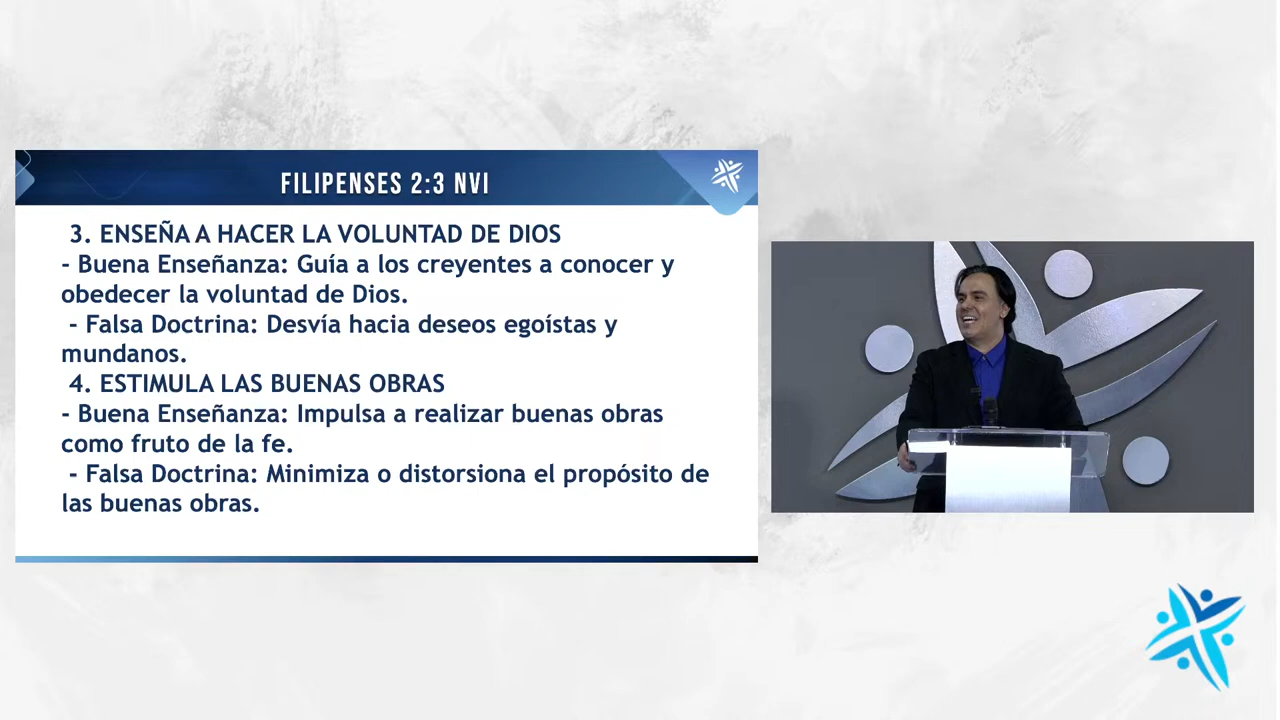 FILIPENSES 2:3 NVI
3. ENSEÑA A HACER LA VOLUNTAD DE DIOS
- Buena Enseñanza: Guía a los creyentes a conocer y
obedecer la voluntad de Dios.
- Falsa Doctrina: Desvía hacia deseos egoístas y
mundanos.
4. ESTIMULA LAS BUENAS OBRAS
- Buena Enseñanza: Impulsa a realizar buenas obras
como fruto de la fe.
- Falsa Doctrina: Minimiza o distorsiona el propósito de
las buenas obras.